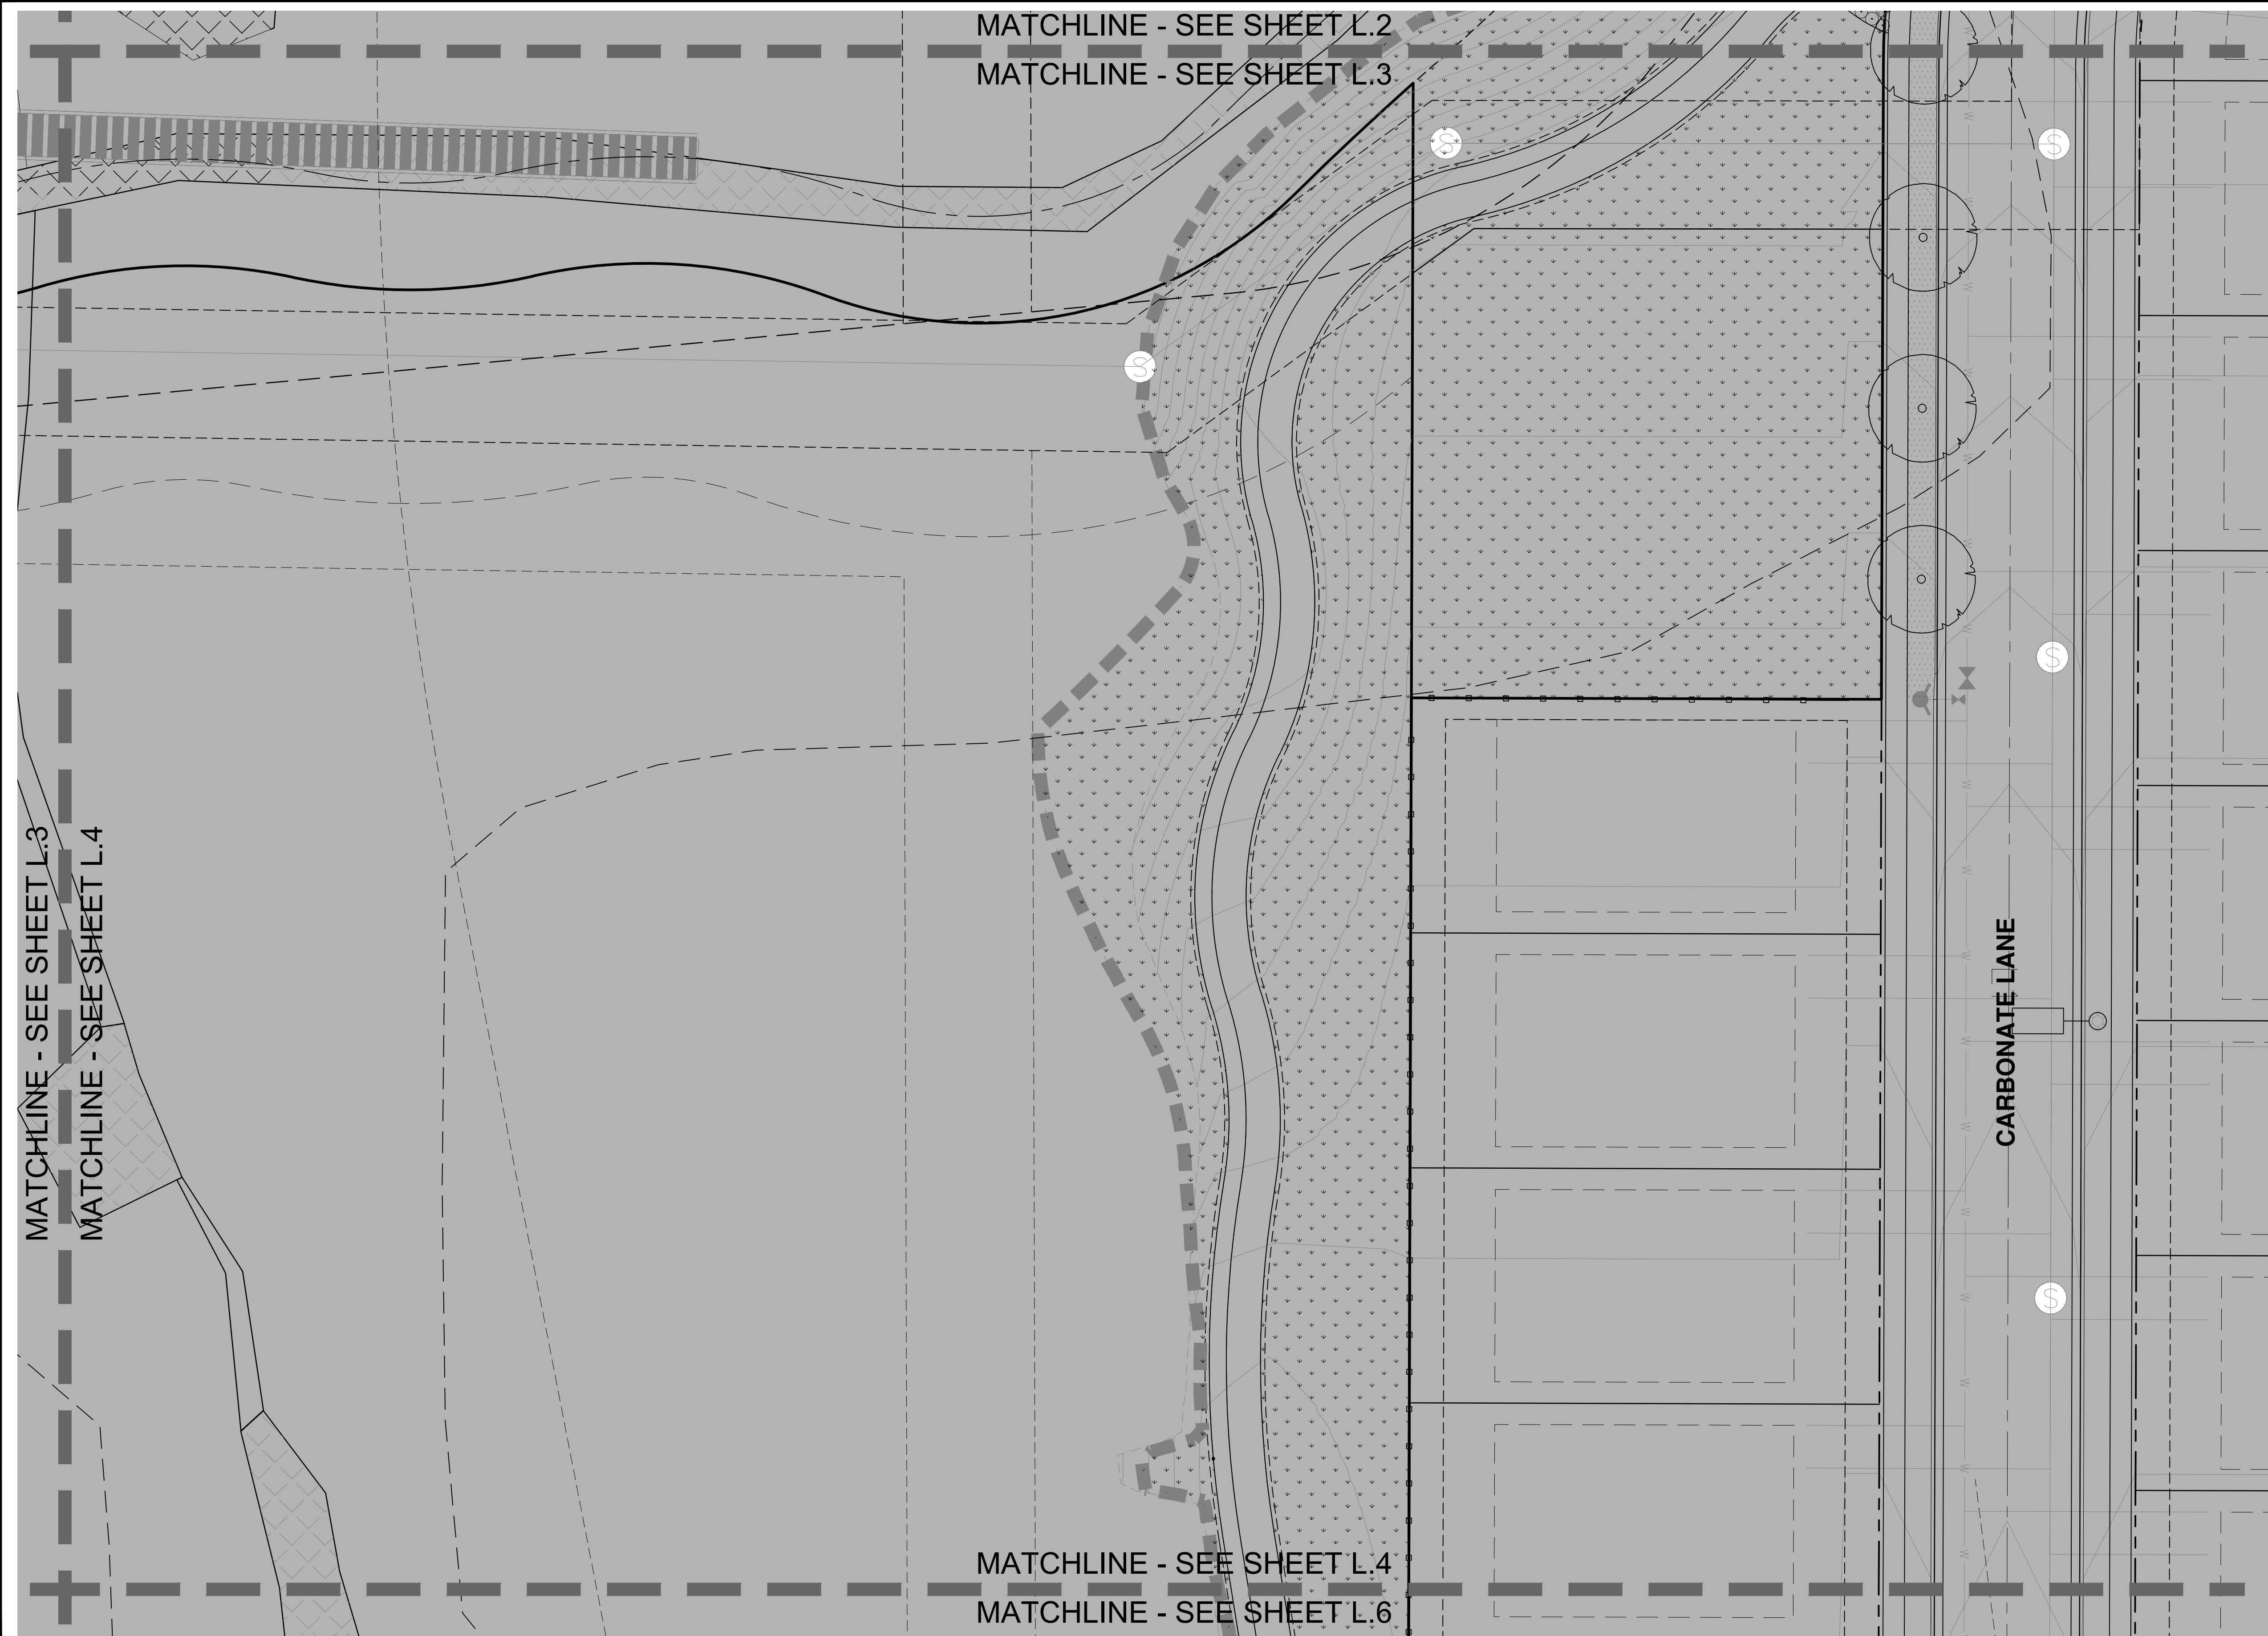 MATCHLINE - SEE SHEET L.2
MATCHLINE - SEE SHEET L.3
S
S
S
S
MATCHLINE - SEE SHEET L.3
MATCHLINE - SEE SHEET L.4
CARBONATE LANE
S
MATCHLINE - SEE SHEET L.4
MATCHLINE - SEE SHEET L.6